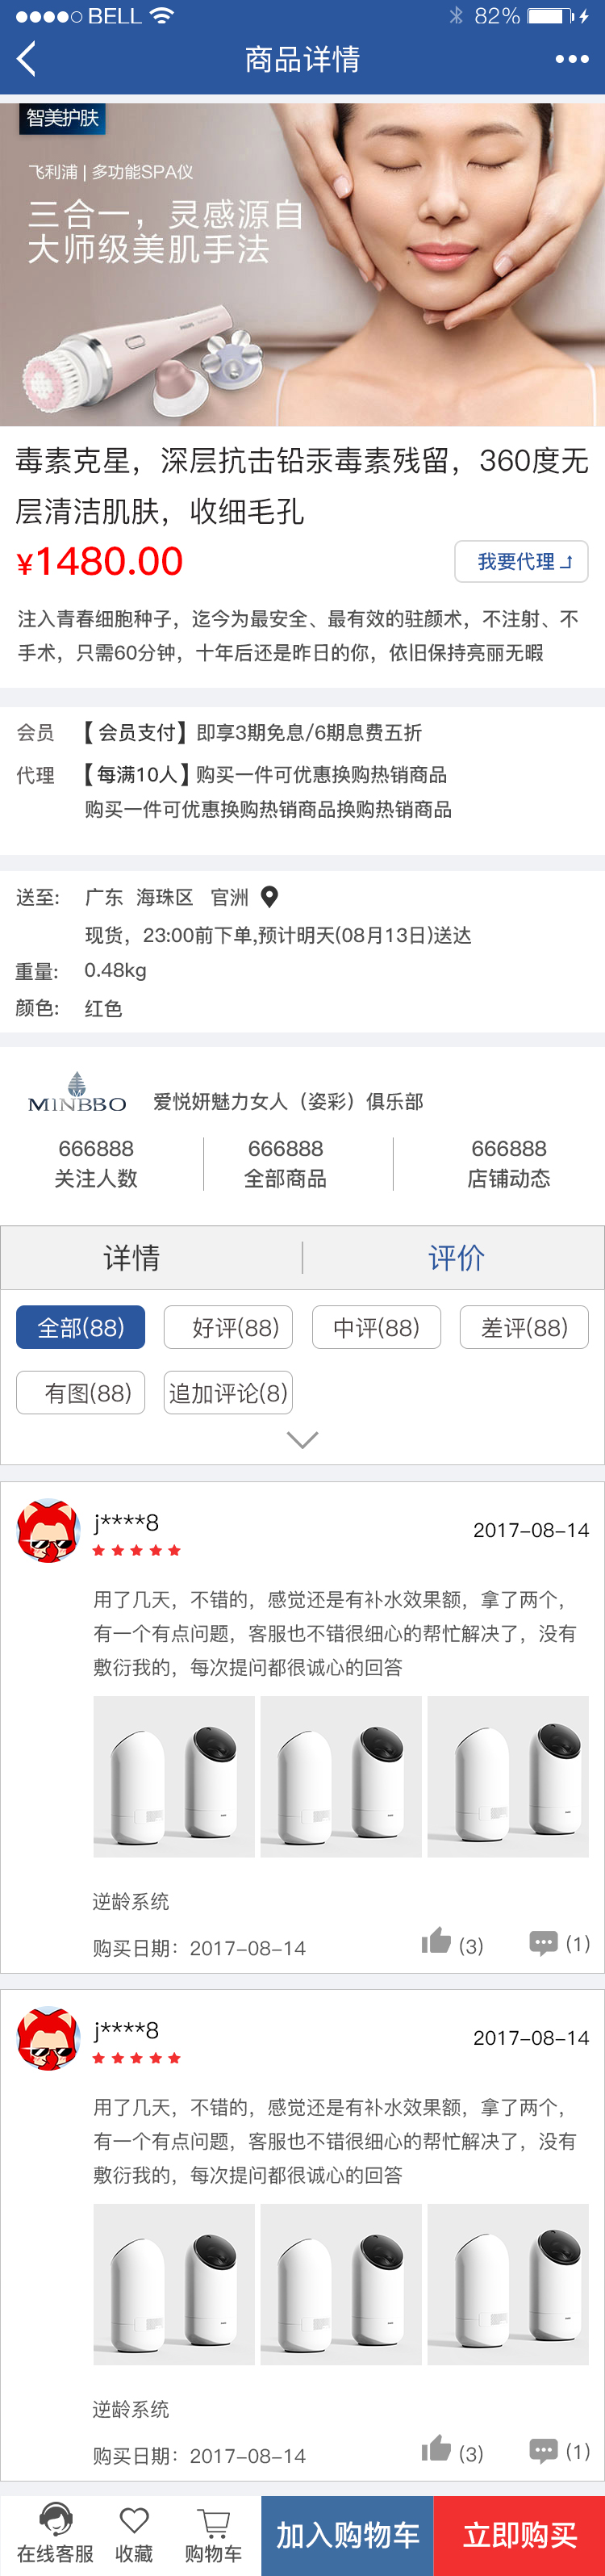 BELL
82%
商品详情
智美护肤
飞利浦 | 多功能SPA仪
三合一，灵感源自
大师级美肌手法
毒素克星，深层抗击铅汞毒素残留，360度无
层清洁肌肤，收细毛孔
¥1480.00
我要代理
注入青春细胞种子，迄今为最安全、最有效的驻颜术，不注射、不
手术，只需60分钟，十年后还是昨日的你，依旧保持亮丽无暇
会员 【会员支付】即享3期免息/6期息费五折
代理 【每满10人】购买一件可优惠换购热销商品
购买一件可优惠换购热销商品换购热销商品
送至: 广东 海珠区 官洲
现货，23:00前下单,预计明天(08月13日)送达
重量: 0.48kg
颜色: 红色
MINBBO 爱悦妍魅力女人（姿彩）俱乐部
666888 666888 666888
关注人数 全部商品 店铺动态
详情 评价
全部(88) 好评(88) 中评(88) 差评(88)
有图(88) 追加评论(8)
j****8
2017-08-14
用了几天，不错的，感觉还是有补水效果额，拿了两个，
有一个有点问题，客服也不错很细心的帮忙解决了，没有
敷衍我的，每次提问都很诚心的回答
逆龄系统
购买日期：2017-08-14 (3) (1)
j****8
2017-08-14
用了几天，不错的，感觉还是有补水效果额，拿了两个，
有一个有点问题，客服也不错很细心的帮忙解决了，没有
敷衍我的，每次提问都很诚心的回答
逆龄系统
购买日期：2017-08-14 (3) (1)
在线客服 收藏 购物车 加入购物车 立即购买